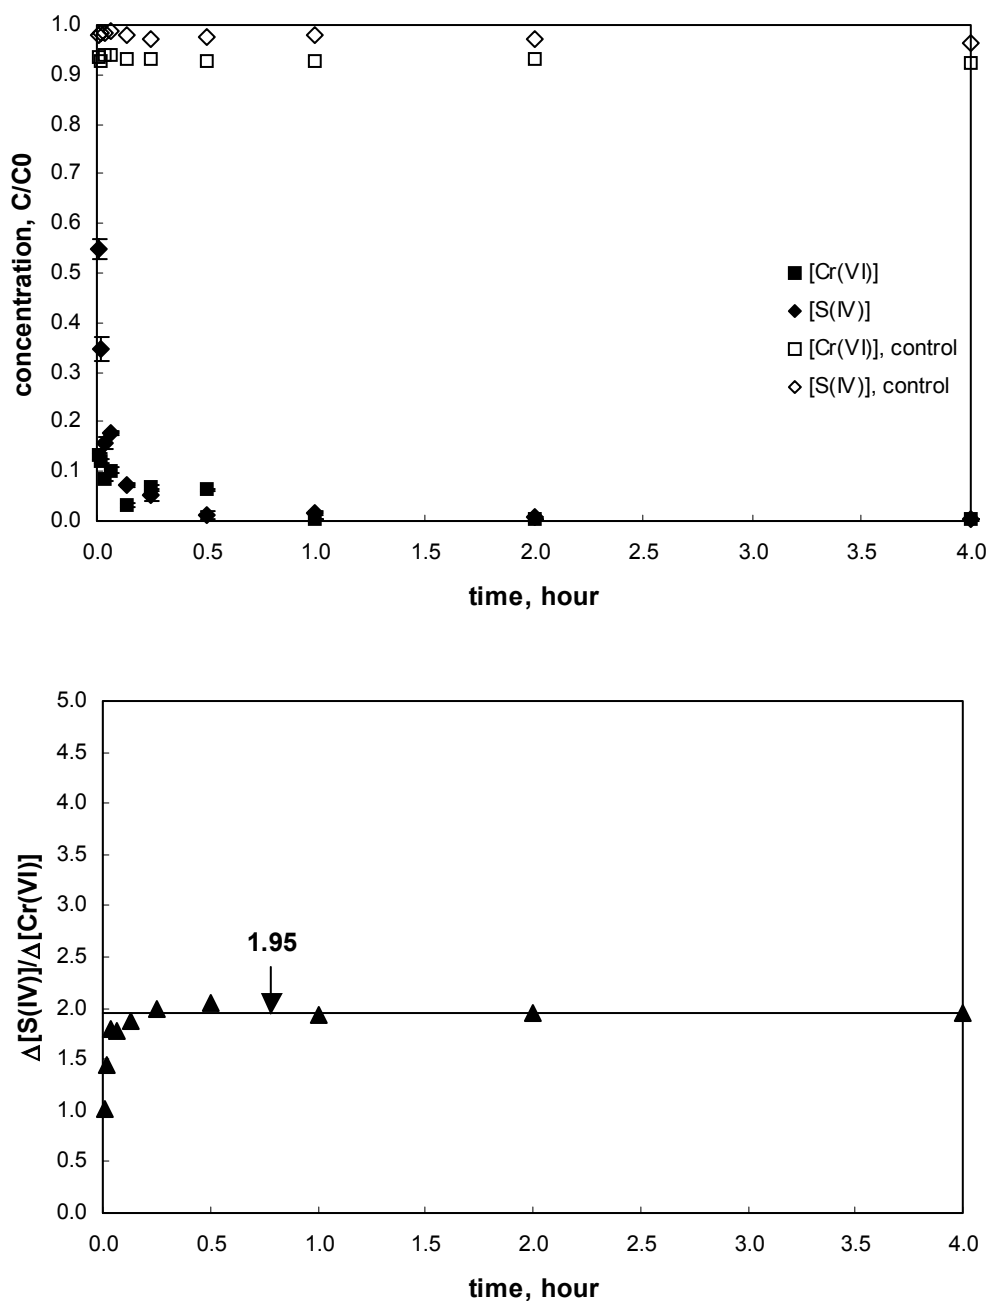 1.0
0.9
0.8
0.7
0.6
0.5
0.4
0.3
0.2
0.1
0.0
concentration, C/C0
[Cr(VI)]
[S(IV)]
[Cr(VI)], control
[S(IV)], control
0.0 0.5 1.0 1.5 2.0 2.5 3.0 3.5 4.0
time, hour
5.0
4.5
4.0
3.5
3.0
2.5
2.0
1.5
1.0
0.5
0.0
Δ[S(IV)]/Δ[Cr(VI)]
1.95
0.0 0.5 1.0 1.5 2.0 2.5 3.0 3.5 4.0
time, hour